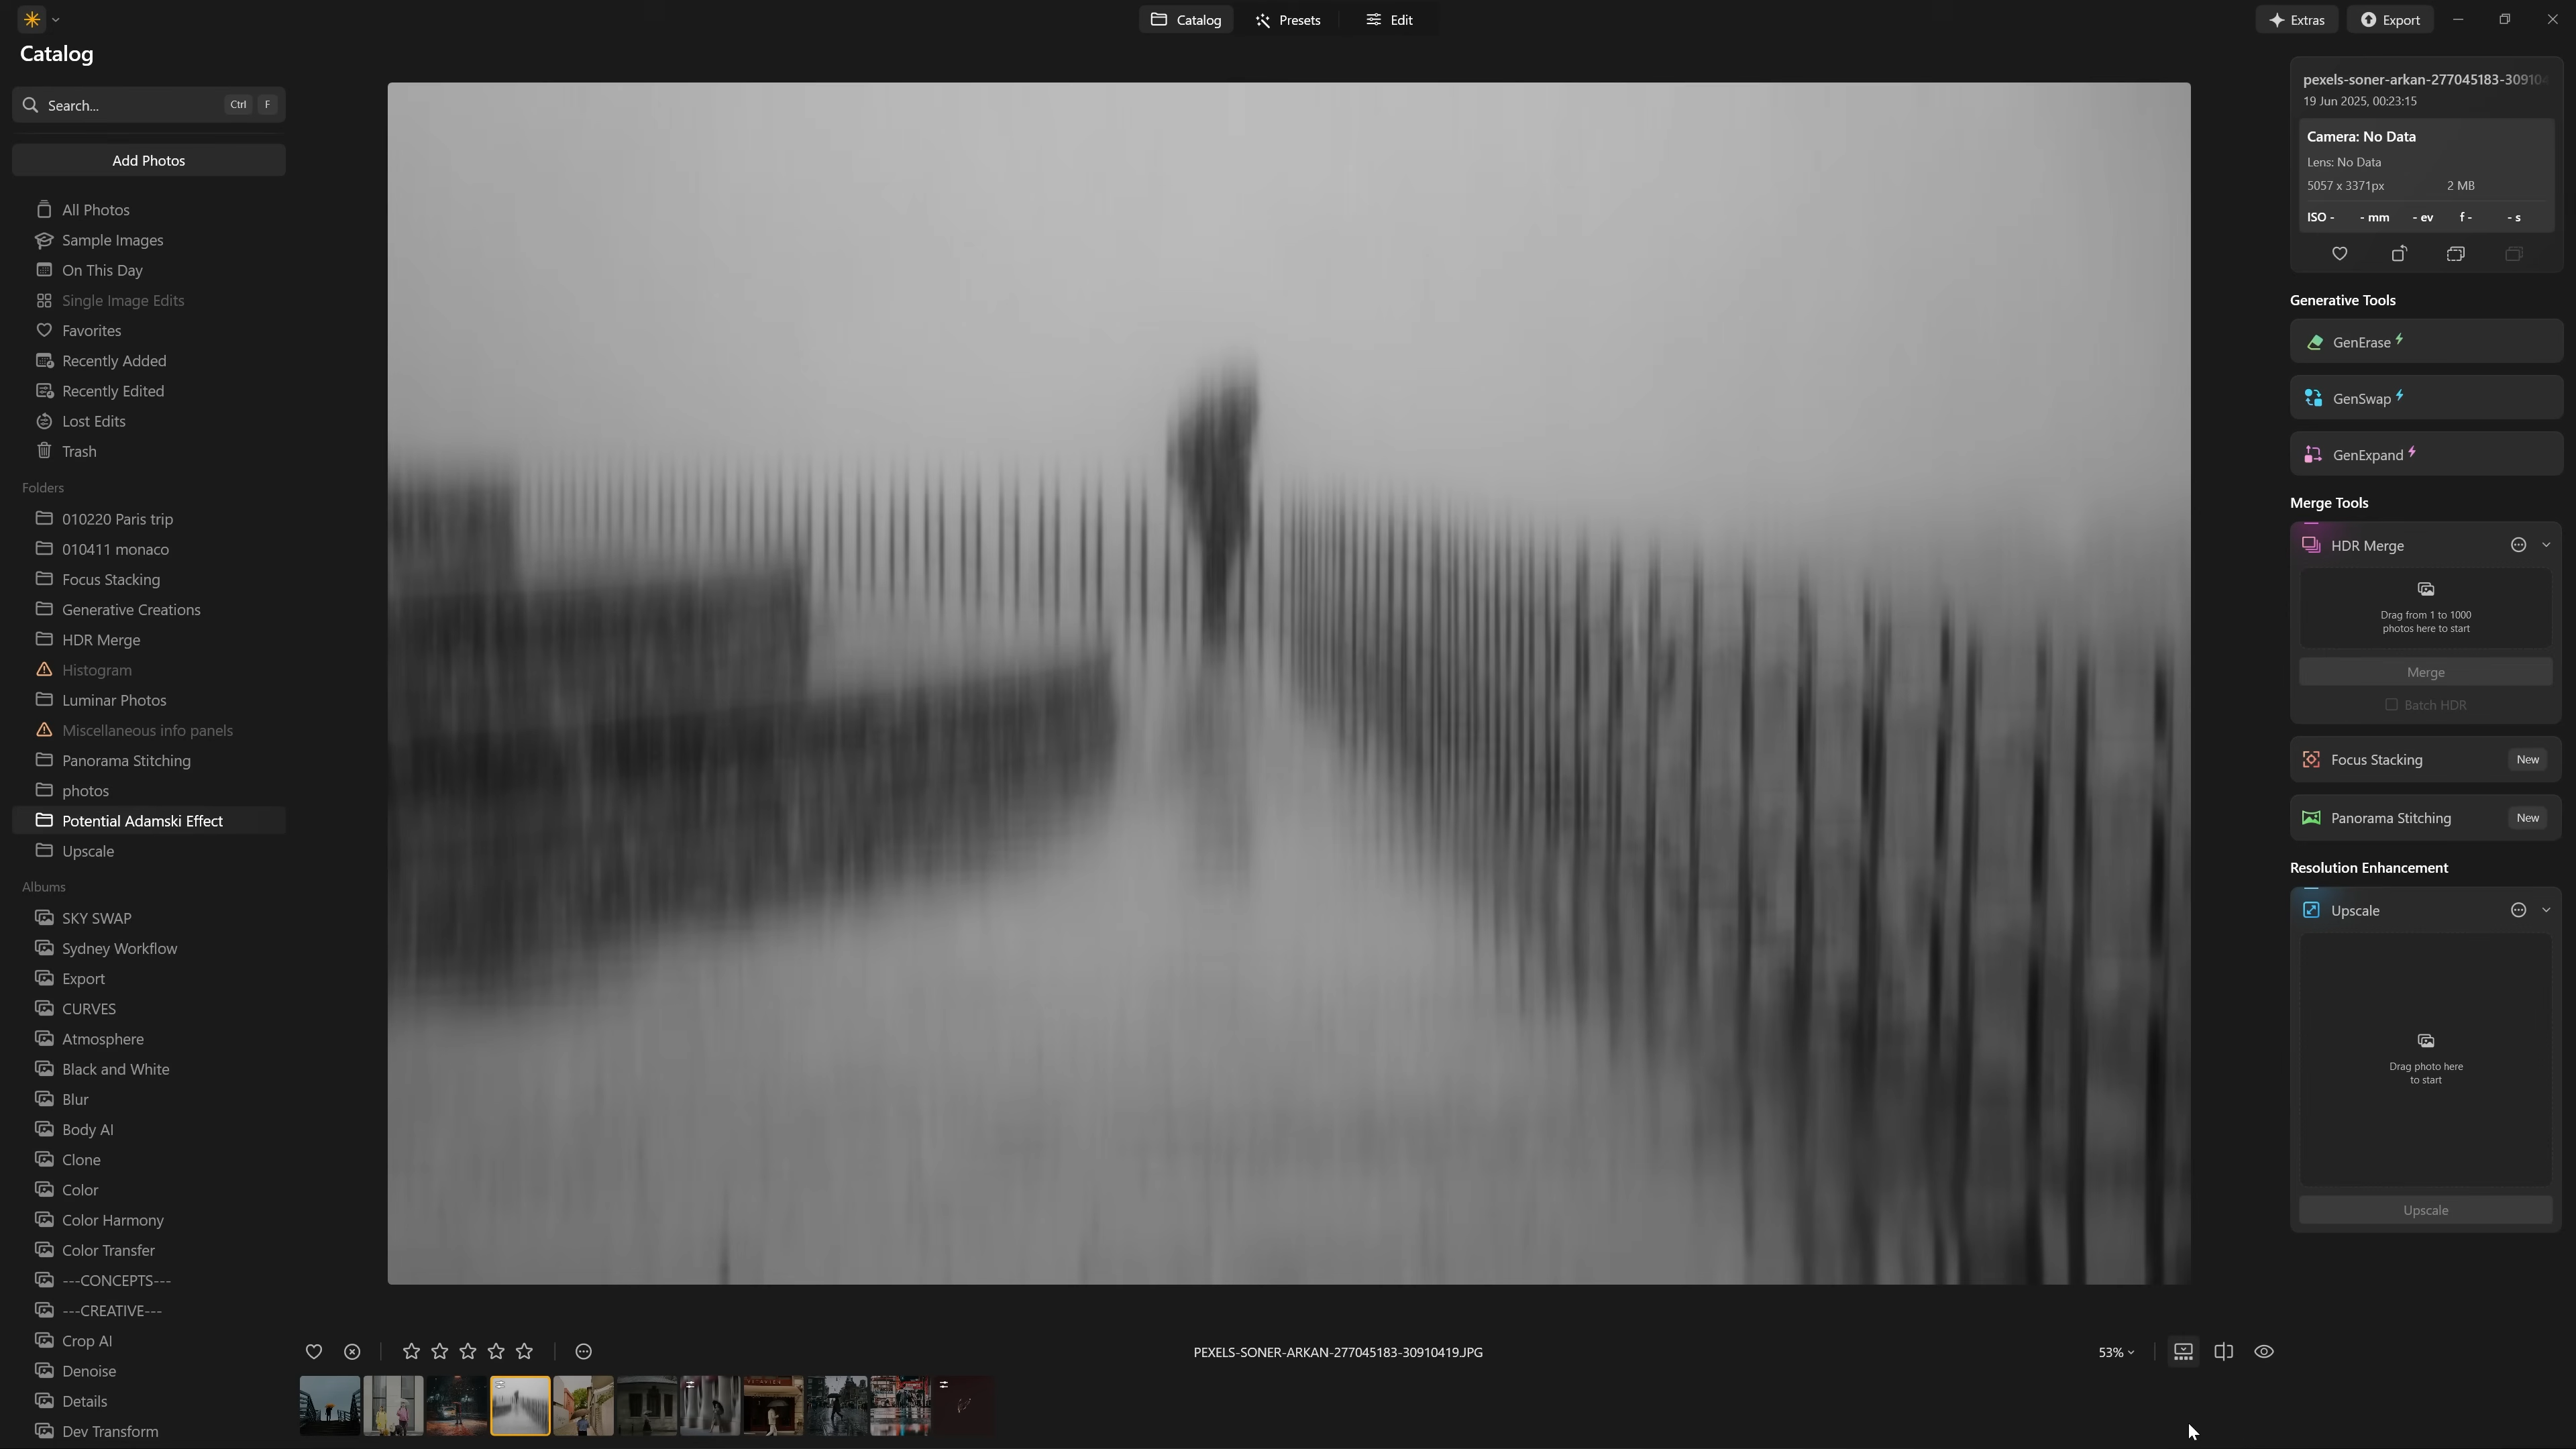 Catalog
Presets
Edit
Extras
Export
Catalog
Search...
Ctrl
F
Add Photos
All Photos
Sample Images
On This Day
Single Image Edits
Favorites
Recently Added
Recently Edited
Lost Edits
Trash
Folders
010220 Paris trip
010411 monaco
Focus Stacking
Generative Creations
HDR Merge
Histogram
Luminar Photos
Miscellaneous info panels
Panorama Stitching
photos
Potential Adamski Effect
Upscale
Albums
SKY SWAP
Sydney Workflow
Export
CURVES
Atmosphere
Black and White
Blur
Body AI
Clone
Color
Color Harmony
Color Transfer
---CONCEPTS---
---CREATIVE---
Crop AI
Denoise
Details
Dev Transform
PEXELS-SONER-ARKAN-277045183-30910419.JPG
53%
pexels-soner-arkan-277045183-30910
19 Jun 2025, 00:23:15
Camera: No Data
Lens: No Data
5057 x 3371px 2 MB
ISO - - mm - ev f - - s
Generative Tools
GenErase
GenSwap
GenExpand
Merge Tools
HDR Merge
Drag from 1 to 1000
photos here to start
Merge
Batch HDR
Focus Stacking New
Panorama Stitching New
Resolution Enhancement
Upscale
Drag photo here
to start
Upscale